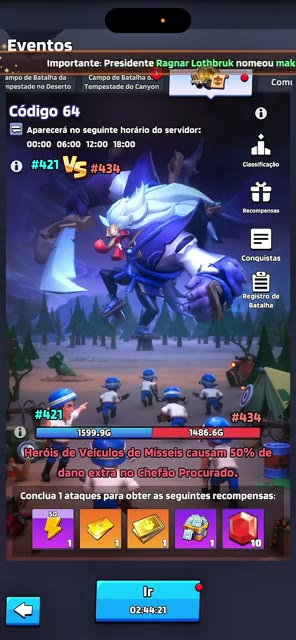 Eventos
Importante: Presidente Ragnar Lothbruk nomeou mak
ampo de Batalha da
mpestade no Deserto
Campo de Batalha d
Tempestade do Canyon
Comu
Código 64
Aparecerá no seguinte horário do servidor:
00:00 06:00 12:00 18:00
#421 VS #434
Classificação
Recompensas
Conquistas
Registro de
Batalha
#421
#434
1599.9G
1486.6G
Heróis de Veículos de Mísseis causam 50% de
dano extra no Chefão Procurado.
Conclua 1 ataques para obter as seguintes recompensas:
50
1
1
1
1
10
Ir
02:44:21